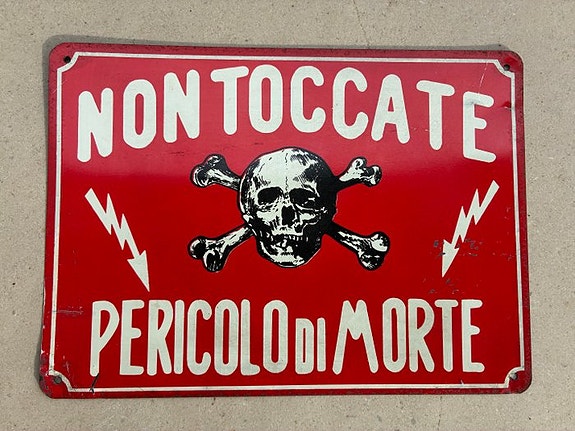 NON TOCCATE
PERICOLO DI MORTE